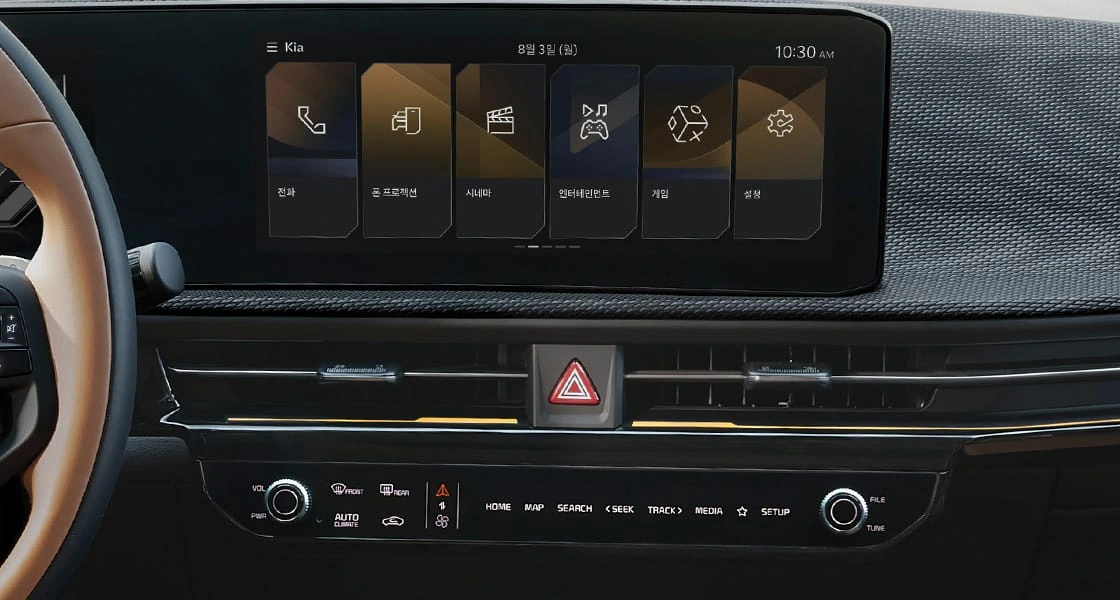 Kia
8월 3일 (월)
10:30 AM
전화
폰 프로젝션
시네마
엔터테인먼트
게임
설정
VOL
PWR
FRONT
REAR
AUTO
CLIMATE
HOME
MAP
SEARCH
< SEEK
TRACK >
MEDIA
SETUP
FILE
TUNE